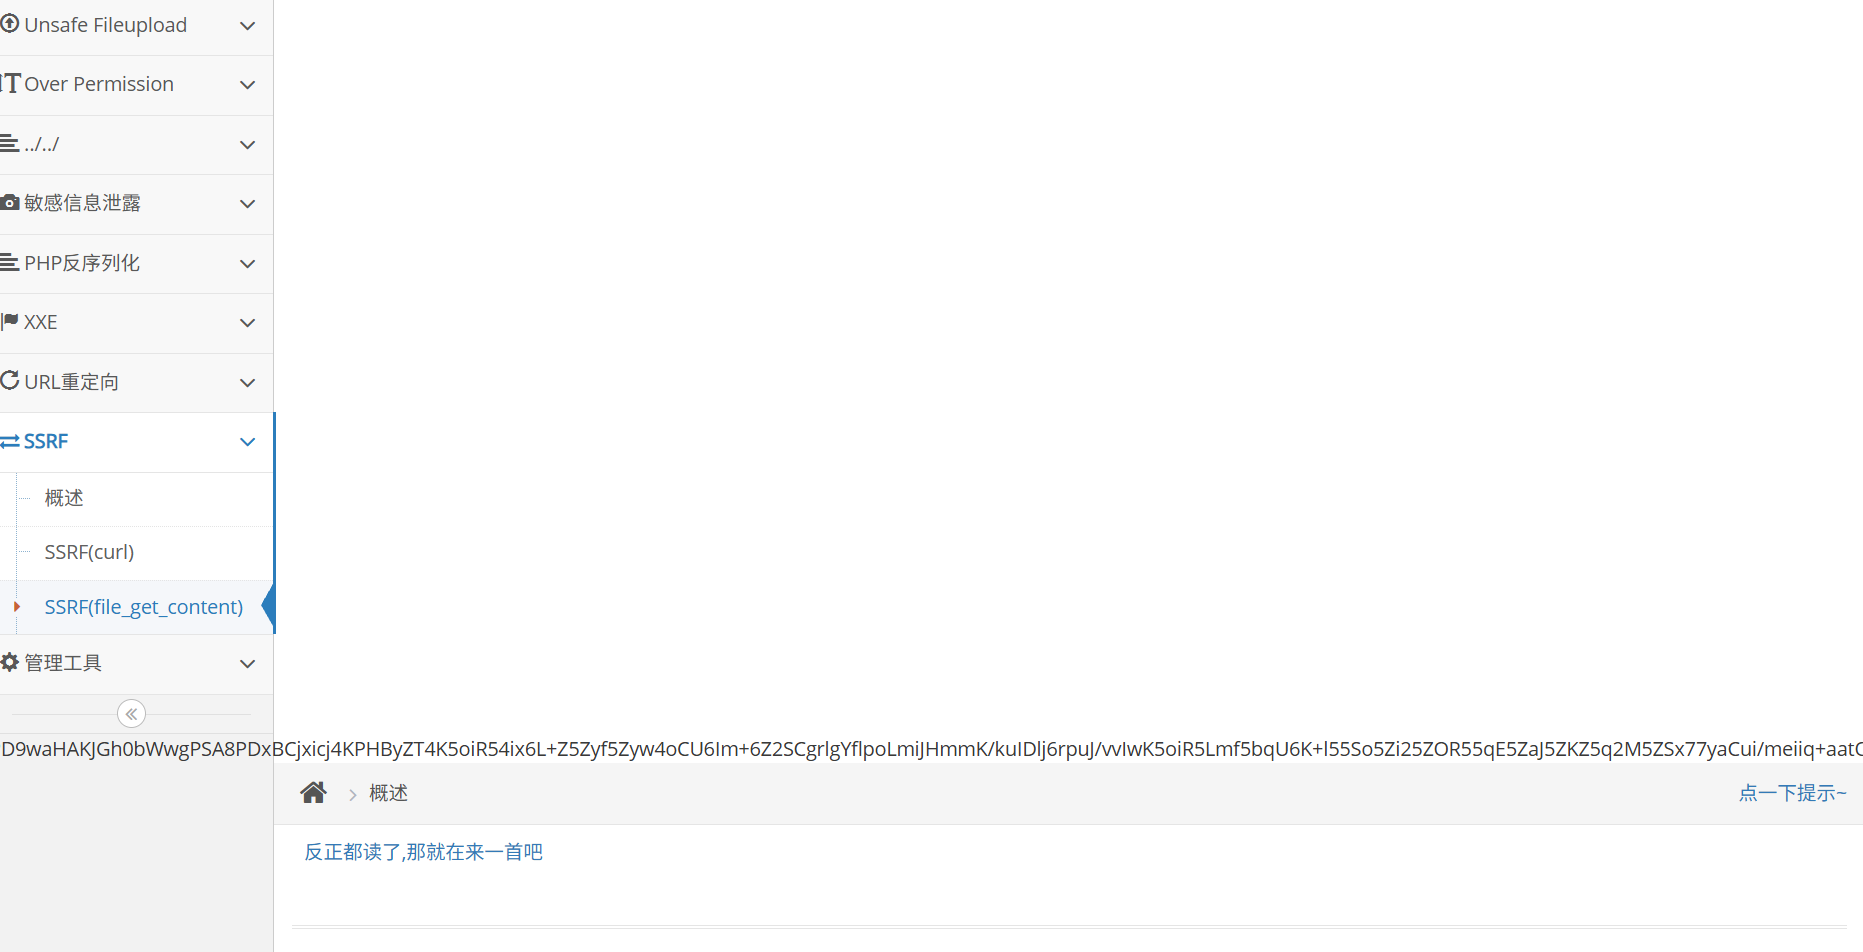 Unsafe Fileupload
Over Permission
../../
敏感信息泄露
PHP反序列化
XXE
URL重定向
SSRF
概述
SSRF(curl)
SSRF(file_get_content)
管理工具
D9waHAKJGh0bWwgPSA8PDxBCjxicj4KPHByZT4K5oiR54ix6L+Z5Zyf5Zyw4oCU6Im+6Z2SCgrlgYflpoLmiJHmmK/kuIDlj6rpuJ/vvIwK5oiR5Lmf5bqU6K+l55So5Zi25ZOR55qE5ZaJ5ZKZ5q2M5ZSx77yaCui/meiiq+aatC
概述
点一下提示~
反正都读了,那就在来一首吧